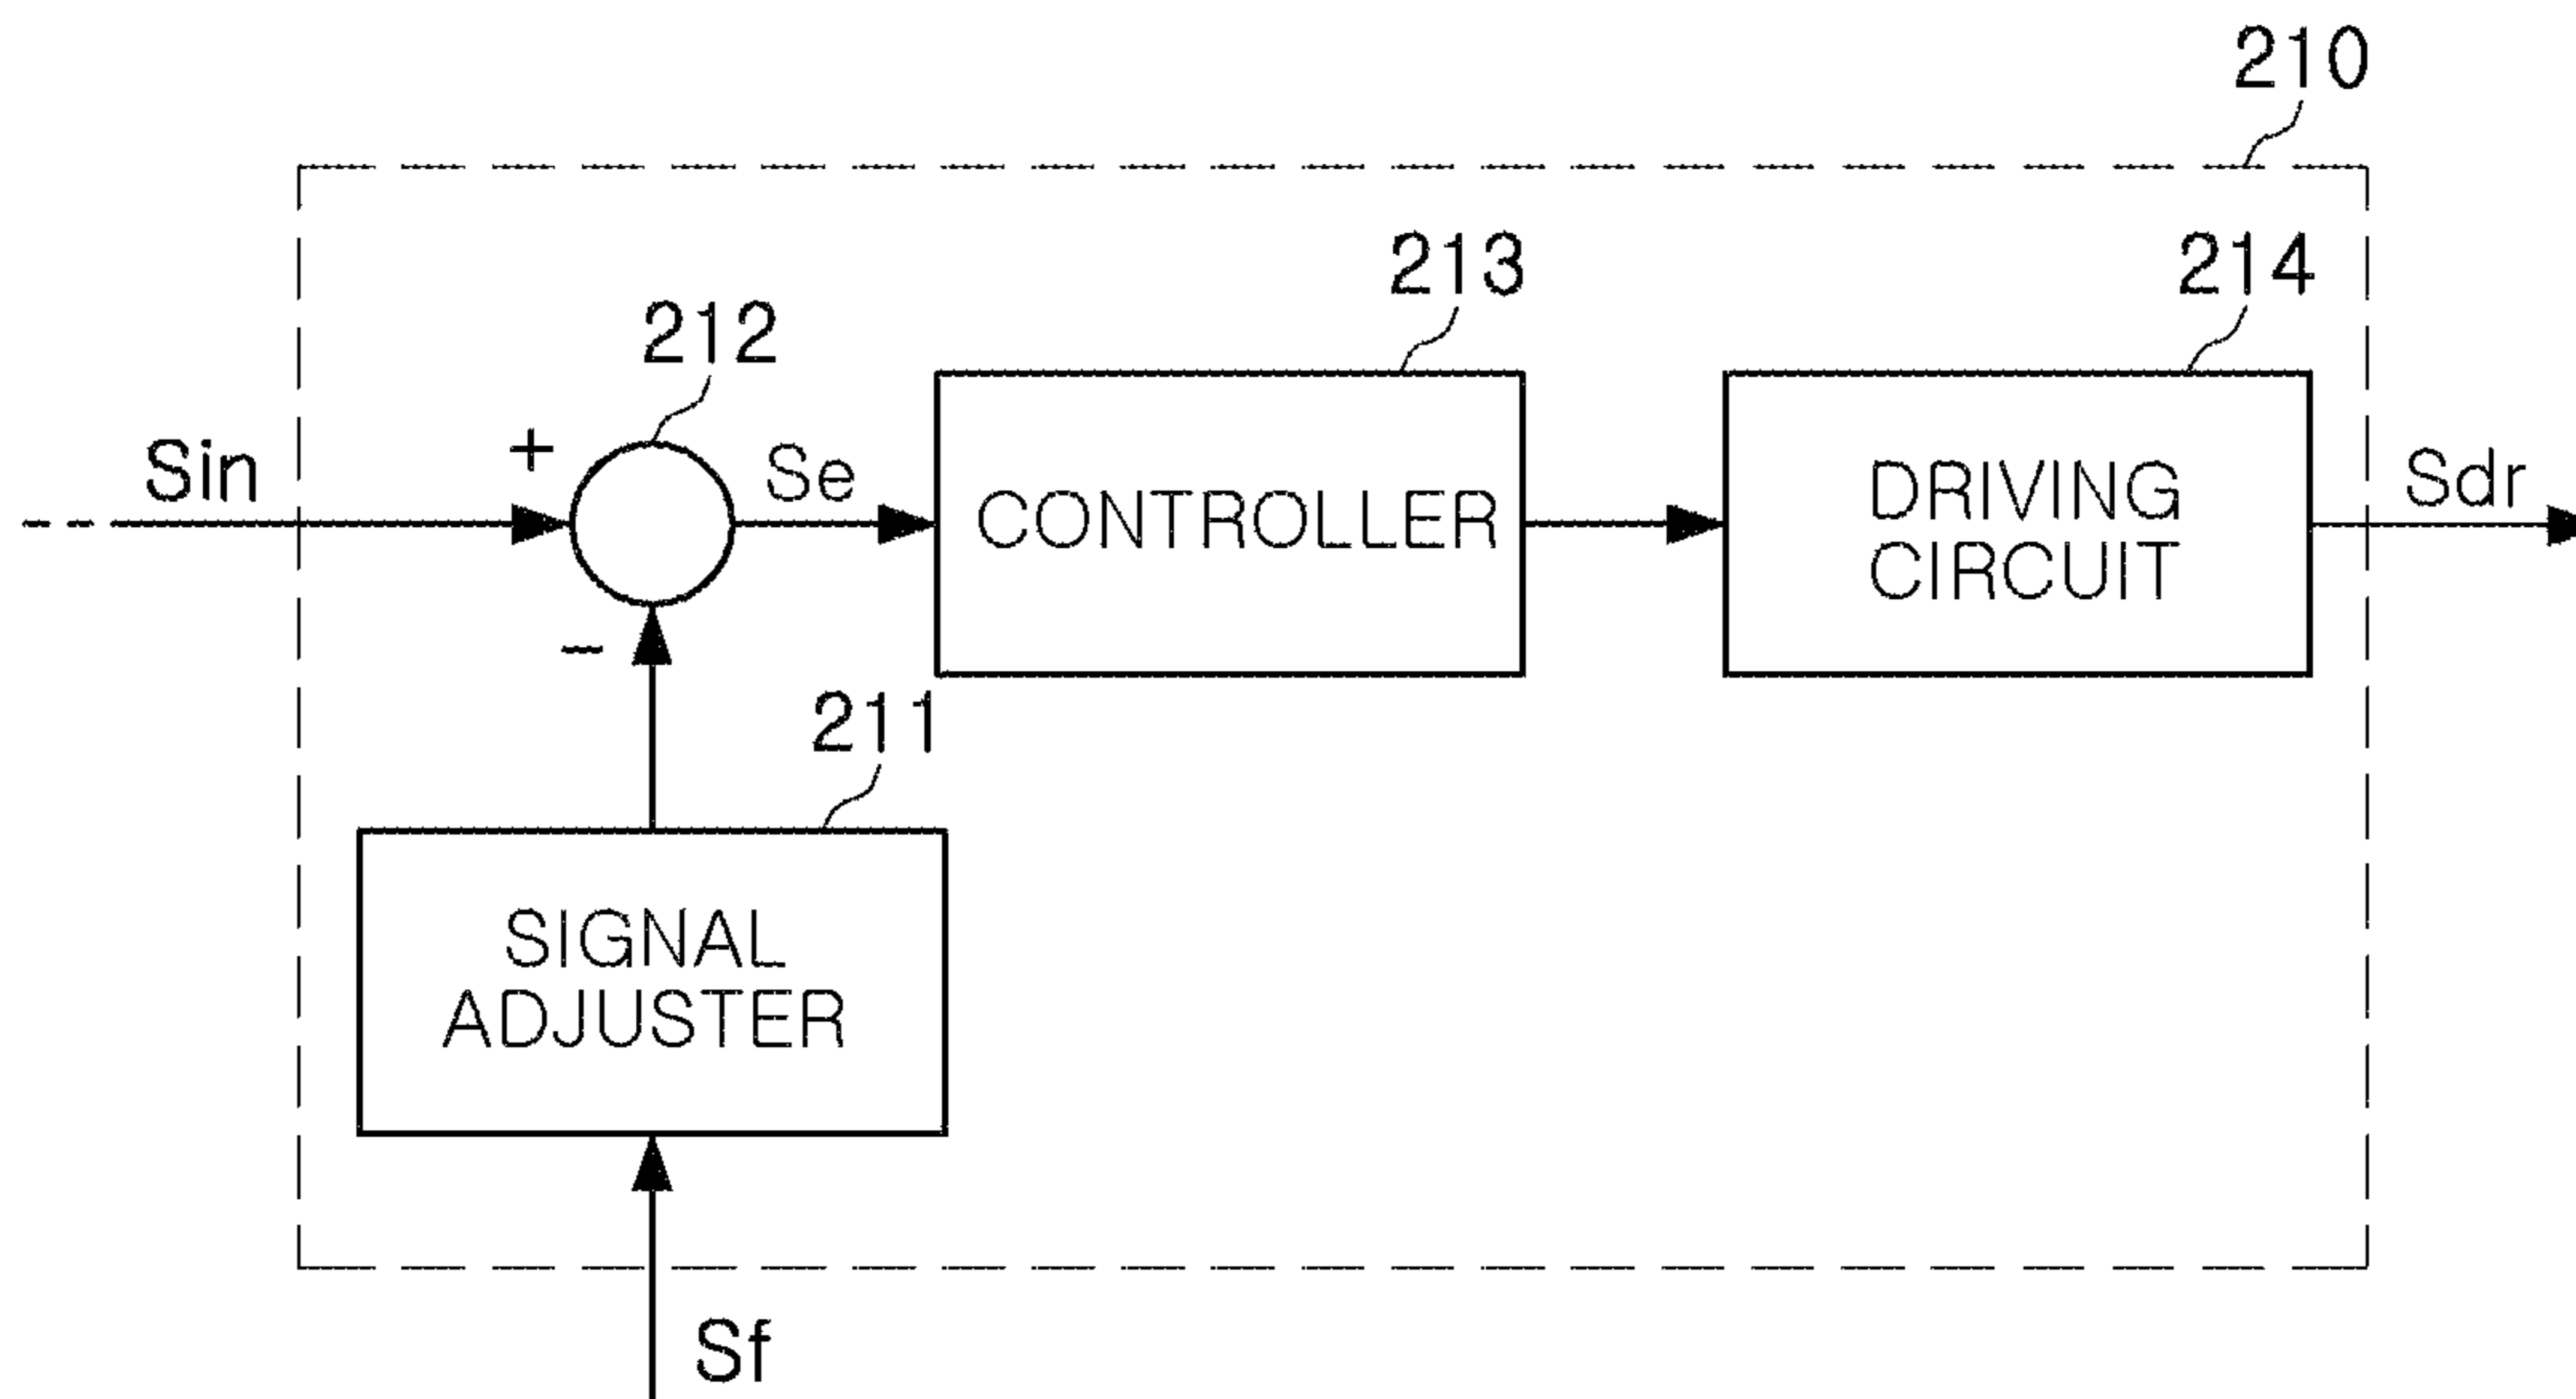 210
213
214
212
Sin
+
Se
CONTROLLER
DRIVING
CIRCUIT
Sdr
-
211
SIGNAL
ADJUSTER
Sf